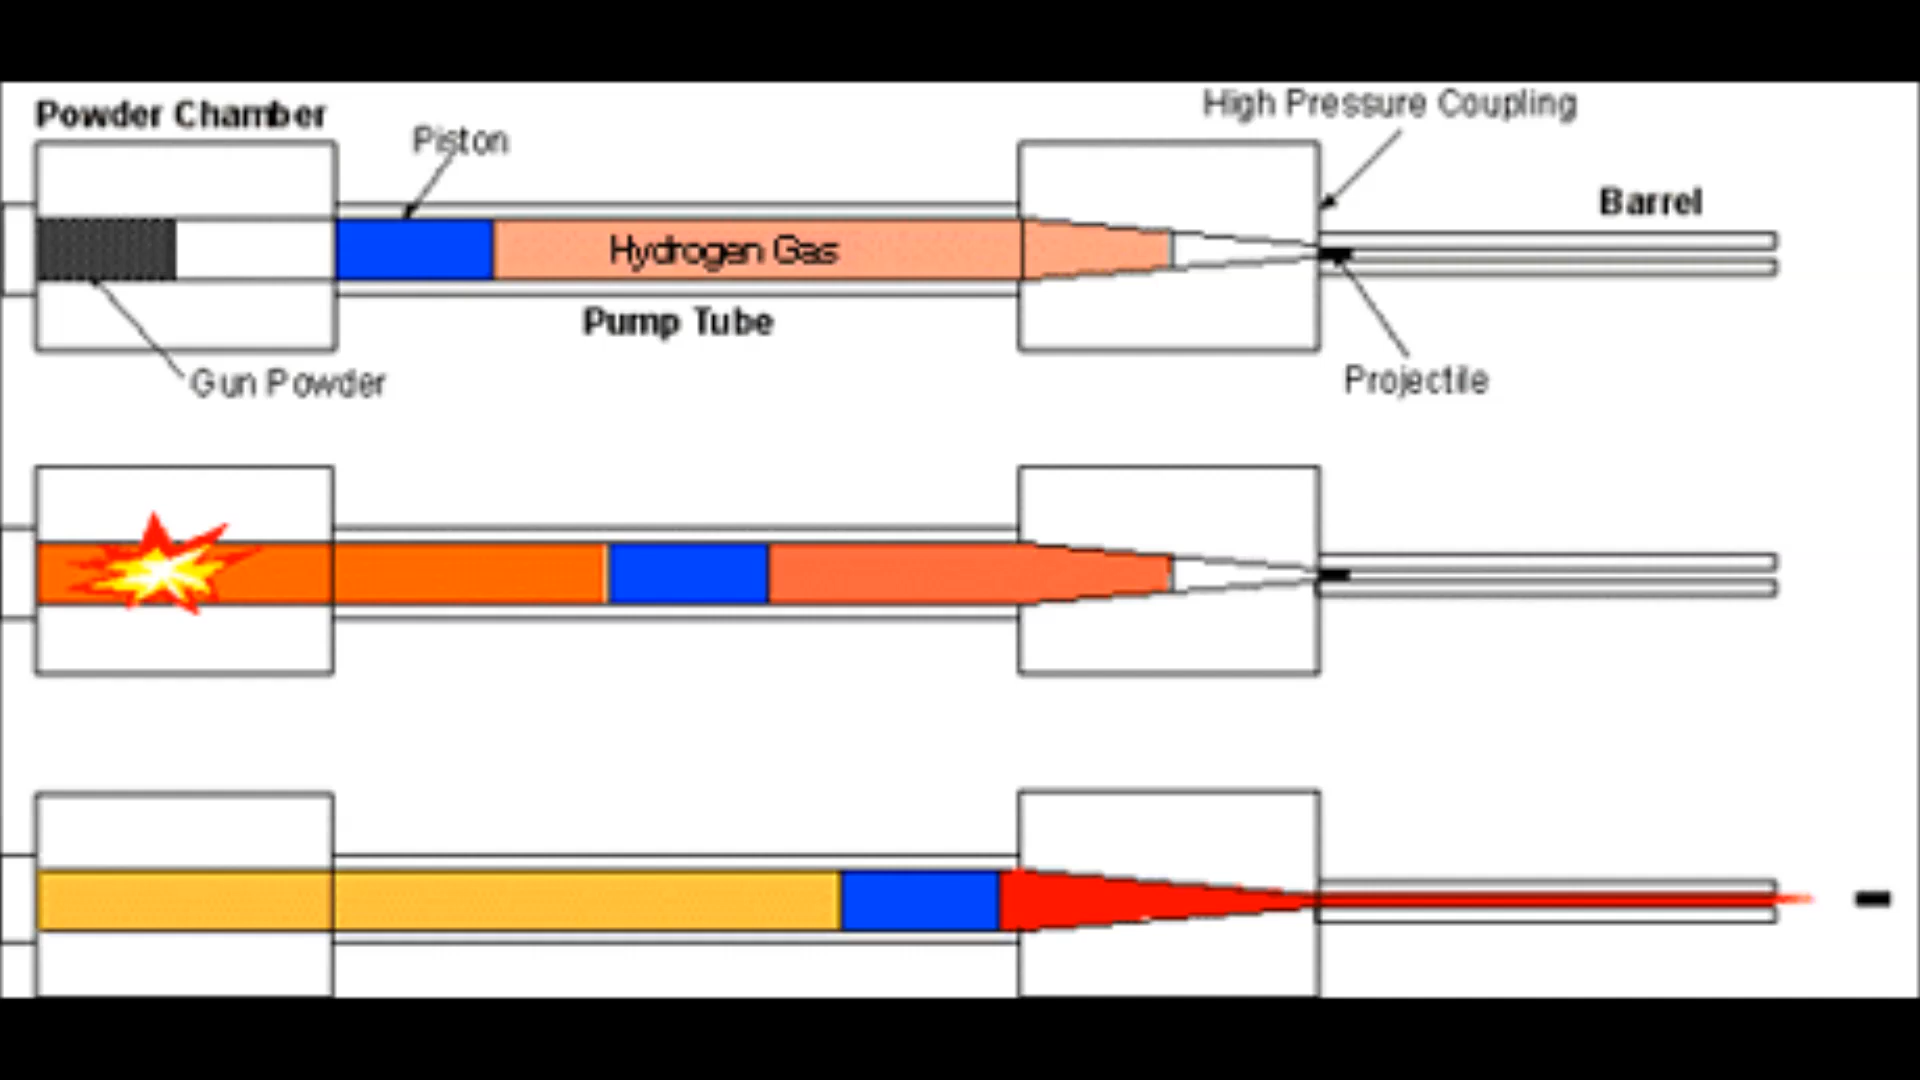 Powder Chamber
Piston
High Pressure Coupling
Barrel
Hydrogen Gas
Pump Tube
Gun Powder
Projectile